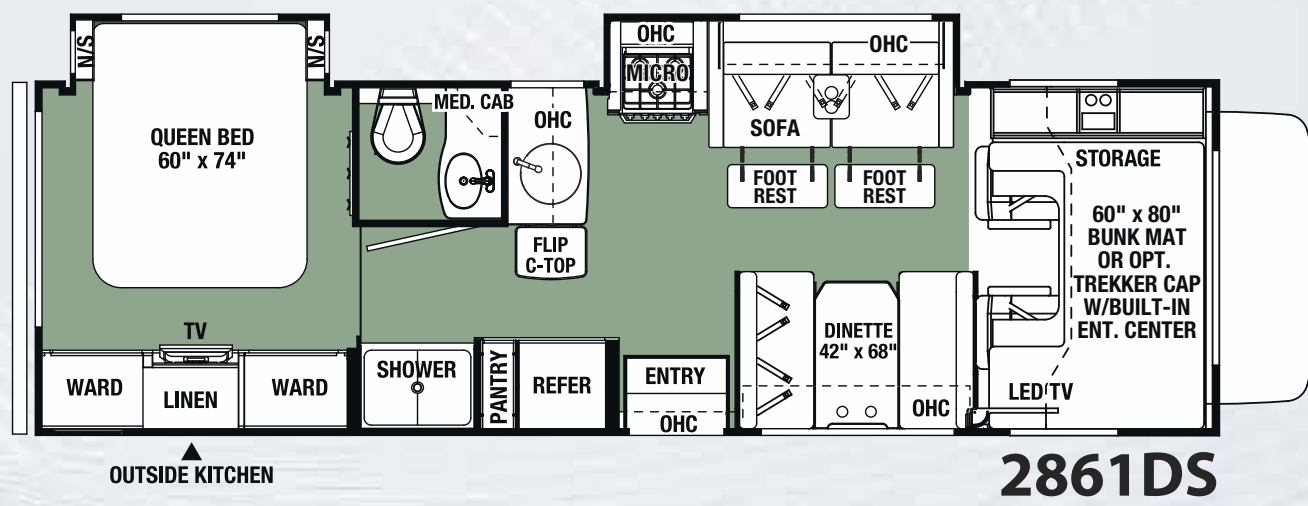 N/S
N/S
QUEEN BED
60" x 74"
TV
WARD
LINEN
WARD
OUTSIDE KITCHEN
MED. CAB
OHC
FLIP
C-TOP
SHOWER
PANTRY
REFER
OHC
MICRO
SOFA
OHC
FOOT
REST
FOOT
REST
ENTRY
OHC
DINETTE
42" x 68"
OHC
STORAGE
60" x 80"
BUNK MAT
OR OPT.
TREKKER CAP
W/BUILT-IN
ENT. CENTER
LED TV
2861DS